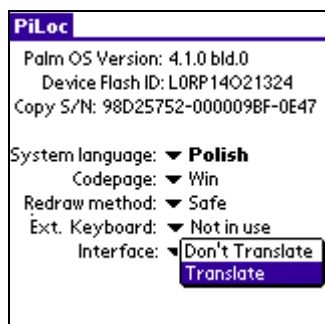 PiLoc
Palm OS Version: 4.1.0 bld.0
Device Flash ID: L0RP14O21324
Copy S/N: 98D25752-000009BF-0E47
System language: Polish
Codepage: Win
Redraw method: Safe
Ext. Keyboard: Not in use
Interface: Don't Translate
Translate